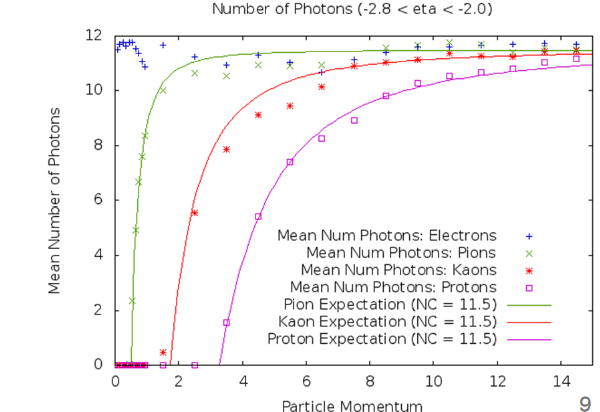 Number of Photons (-2.8 < eta < -2.0)
12
10
8
6
4
2
0
Mean Number of Photons
Mean Num Photons: Electrons
Mean Num Photons: Pions
Mean Num Photons: Kaons
Mean Num Photons: Protons
Pion Expectation (NC = 11.5)
Kaon Expectation (NC = 11.5)
Proton Expectation (NC = 11.5)
0 2 4 6 8 10 12 14
Particle Momentum
9